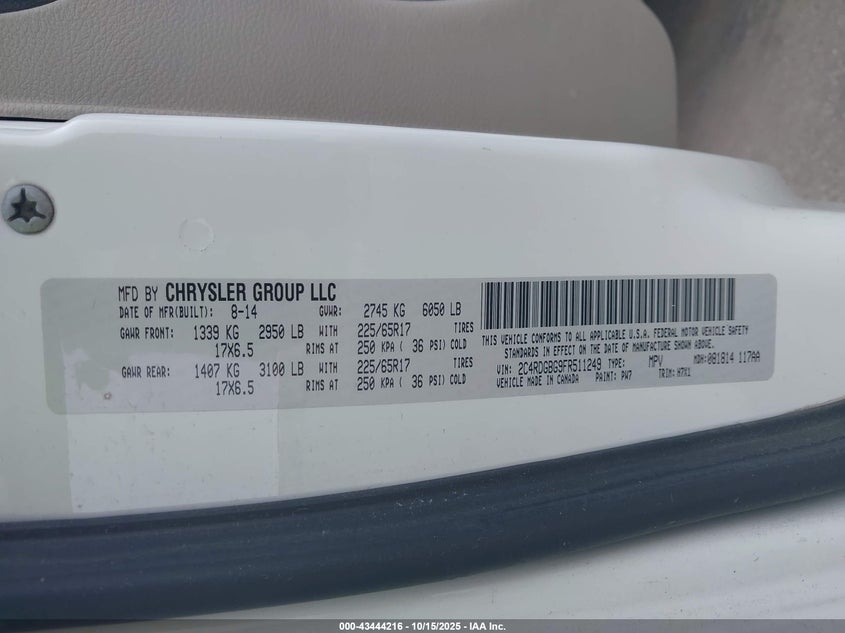 MFD BY CHRYSLER GROUP LLC
DATE OF MFR(BUILT): 8-14 GVWR: 2745 KG 6050 LB
GAWR FRONT: 1339 KG 2950 LB WITH 225/65R17 TIRES
17X6.5 RIMS AT 250 KPA ( 36 PSI) COLD
GAWR REAR: 1407 KG 3100 LB WITH 225/65R17 TIRES
17X6.5 RIMS AT 250 KPA ( 36 PSI) COLD
THIS VEHICLE CONFORMS TO ALL APPLICABLE U.S.A. FEDERAL MOTOR VEHICLE SAFETY
STANDARDS IN EFFECT ON THE DATE OF MANUFACTURE SHOWN ABOVE.
VIN: 2C4RDGBG9FR511249 TYPE: MPV MDH: 081814 117AA
VEHICLE MADE IN CANADA PAINT: PW7 TRIM: H7X1
000-43444216 - 10/15/2025 - IAA Inc.